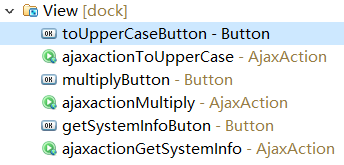 View [dock]
toUpperCaseButton - Button
ajaxactionToUpperCase - AjaxAction
multiplyButton - Button
ajaxactionMultiply - AjaxAction
getSystemInfoButon - Button
ajaxactionGetSystemInfo - AjaxAction